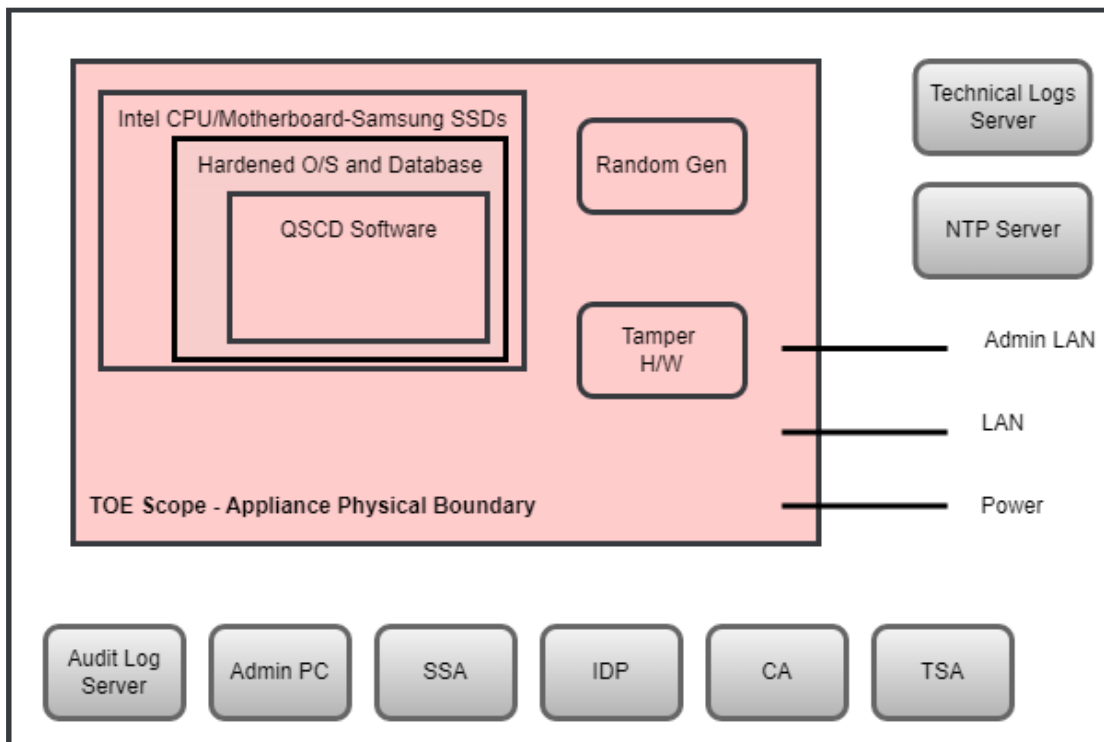 Intel CPU/Motherboard-Samsung SSDs
Hardened O/S and Database
QSCD Software
Random Gen
Tamper
H/W
TOE Scope - Appliance Physical Boundary
Technical Logs
Server
NTP Server
Admin LAN
LAN
Power
Audit Log
Server
Admin PC
SSA
IDP
CA
TSA